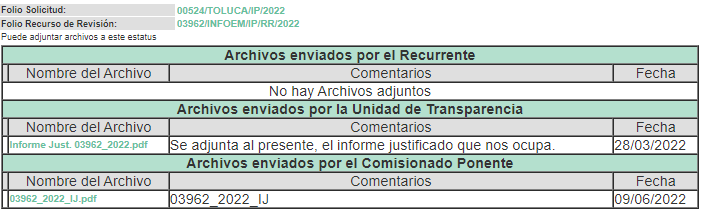 Folio Solicitud: 00524/TOLUCA/IP/2022
Folio Recurso de Revisión: 03962/INFOEM/IP/RR/2022
Puede adjuntar archivos a este estatus
Archivos enviados por el Recurrente
Nombre del Archivo Comentarios Fecha
No hay Archivos adjuntos
Archivos enviados por la Unidad de Transparencia
Nombre del Archivo Comentarios Fecha
Informe Just. 03962_2022.pdf Se adjunta al presente, el informe justificado que nos ocupa. 28/03/2022
Archivos enviados por el Comisionado Ponente
Nombre del Archivo Comentarios Fecha
03962_2022_IJ.pdf 03962_2022_IJ 09/06/2022